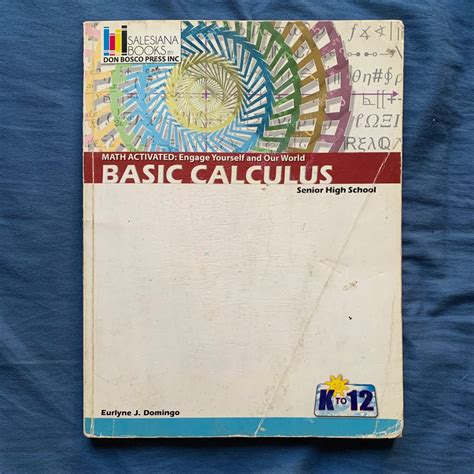 SALESIANA
BOOKS BY
DON BOSCO PRESS INC
MATH ACTIVATED: Engage Yourself and Our World
BASIC CALCULUS
Senior High School
Eurlyne J. Domingo
K TO 12